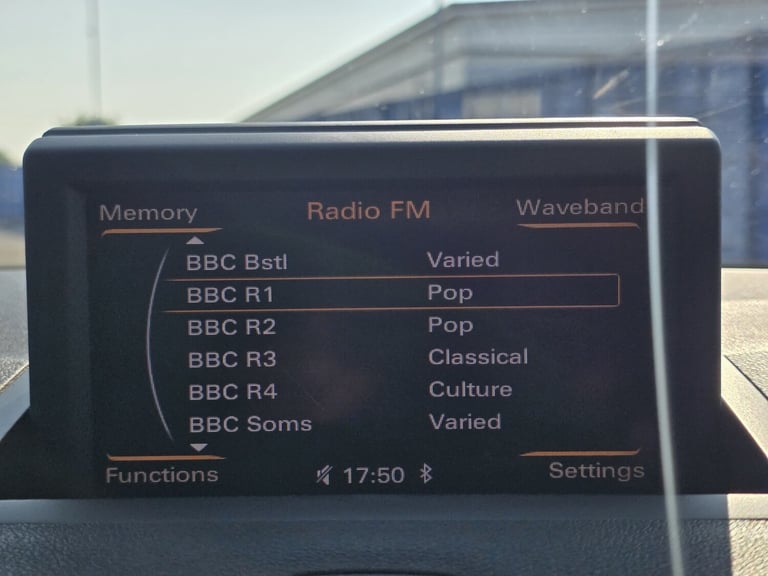 Memory Radio FM Waveband
BBC Bstl Varied
BBC R1 Pop
BBC R2 Pop
BBC R3 Classical
BBC R4 Culture
BBC Soms Varied
Functions 17:50 Settings